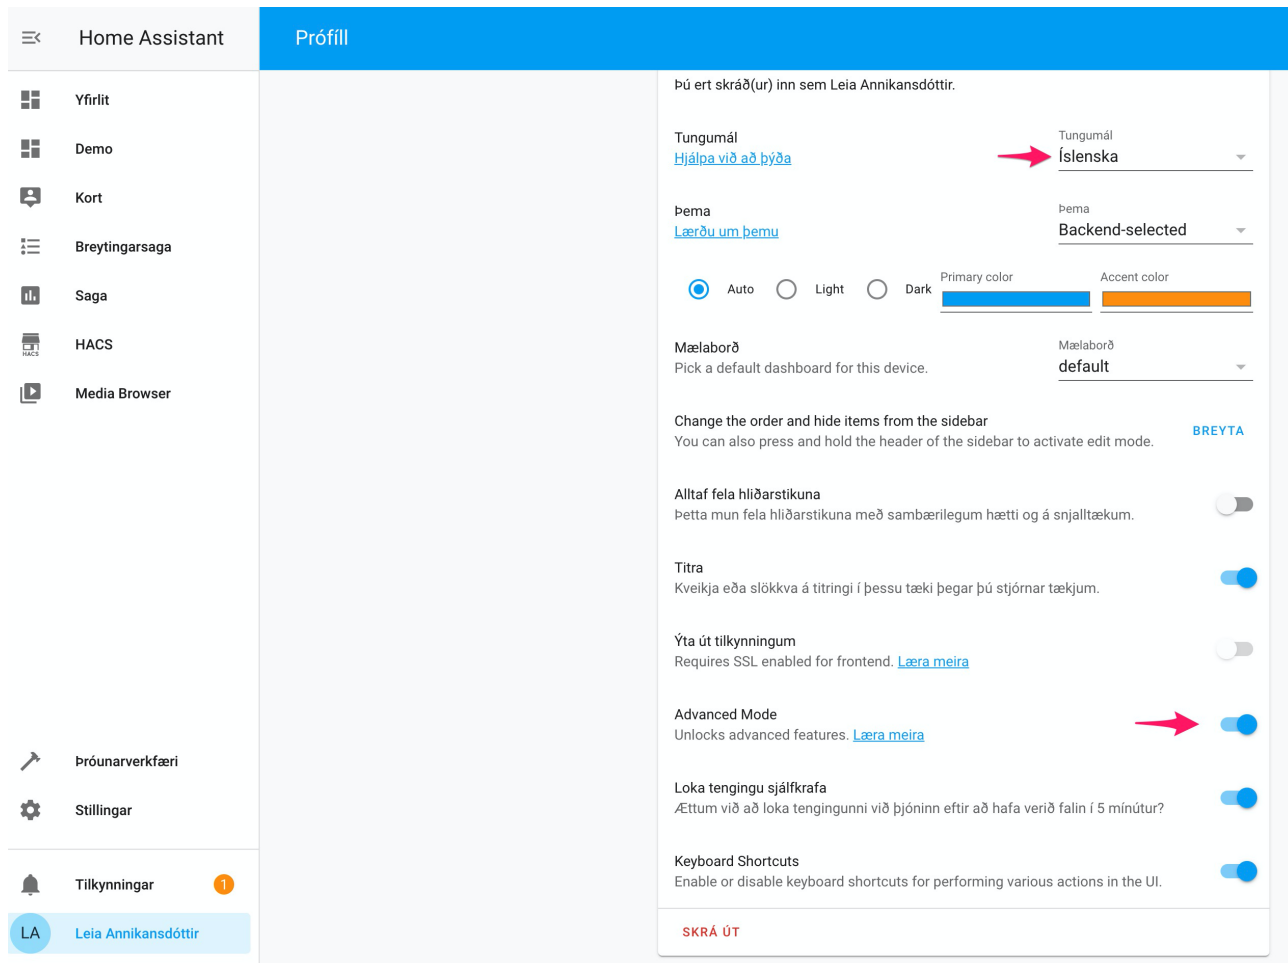 Home Assistant
Prófíll
Yfirlit
Demo
Kort
Breytingarsaga
Saga
HACS
HACS
Media Browser
Þróunarverkfæri
Stillingar
Tilkynningar
1
LA
Leia Annikansdóttir
Þú ert skráð(ur) inn sem Leia Annikansdóttir.
Tungumál
Hjálpa við að þýða
Tungumál
Íslenska
Þema
Lærðu um þemu
Þema
Backend-selected
Auto
Light
Dark
Primary color
Accent color
Mælaborð
Pick a default dashboard for this device.
Mælaborð
default
Change the order and hide items from the sidebar
You can also press and hold the header of the sidebar to activate edit mode.
BREYTA
Alltaf fela hliðarstikuna
Þetta mun fela hliðarstikuna með sambærilegum hætti og á snjalltækum.
Titra
Kveikja eða slökkva á titringi í þessu tæki þegar þú stjórnar tækjum.
Ýta út tilkynningum
Requires SSL enabled for frontend. Læra meira
Advanced Mode
Unlocks advanced features. Læra meira
Loka tengingu sjálfkrafa
Ættum við að loka tengingunni við þjóninn eftir að hafa verið falin í 5 mínútur?
Keyboard Shortcuts
Enable or disable keyboard shortcuts for performing various actions in the UI.
SKRÁ ÚT